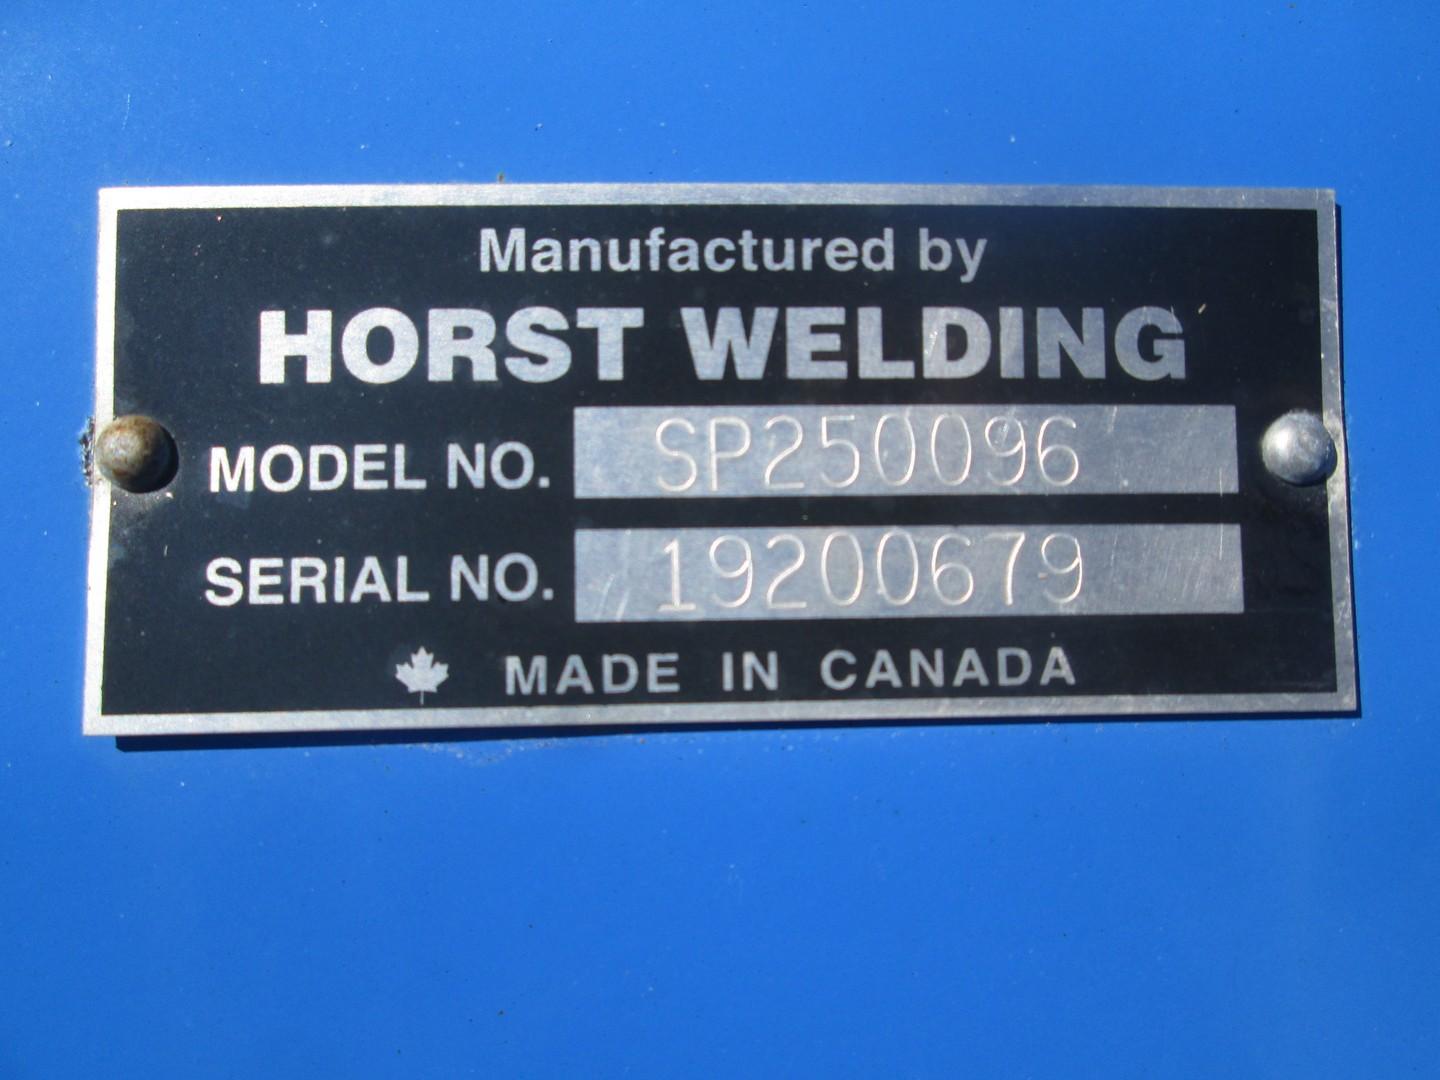 Manufactured by
HORST WELDING
MODEL NO. SP250096
SERIAL NO. 19200679
MADE IN CANADA